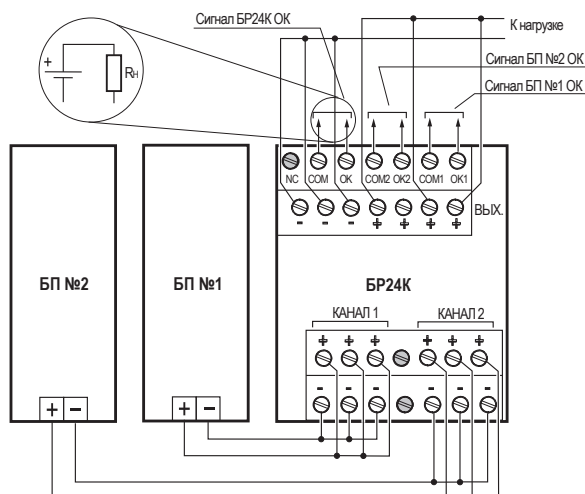 Сигнал БР24К ОК
К нагрузке
Сигнал БП №2 ОК
Сигнал БП №1 ОК
+
Rн
NC COM OK COM2 OK2 COM1 OK1
- - - + + + +
ВЫХ.
БП №2
БП №1
БР24К
КАНАЛ 1
КАНАЛ 2
+ + + + + +
- - - - - -
+ −
+ −